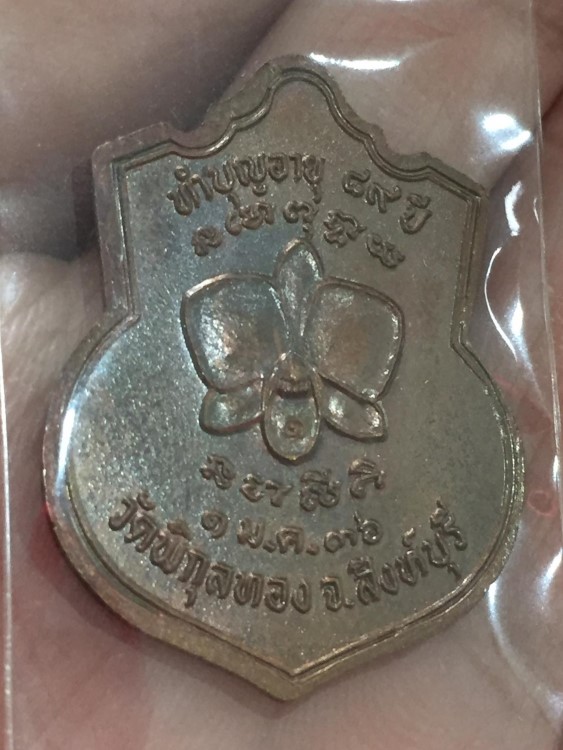 ทำบุญอายุ ๘๙ ปี
๑ ม.ค.๓๖
วัดพิกุลทอง จ.สิงห์บุรี